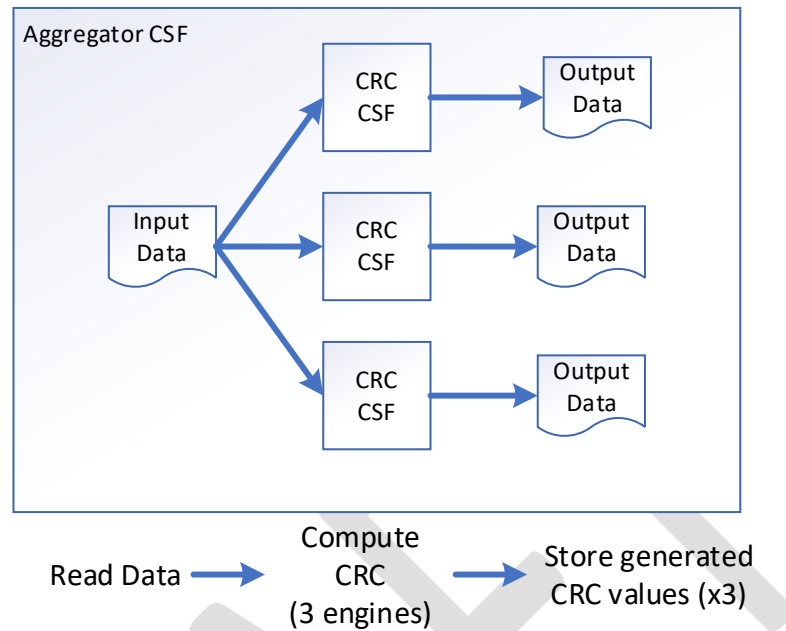 Aggregator CSF
CRC
CSF
Output
Data
Input
Data
CRC
CSF
Output
Data
CRC
CSF
Output
Data
Read Data
Compute
CRC
(3 engines)
Store generated
CRC values (x3)